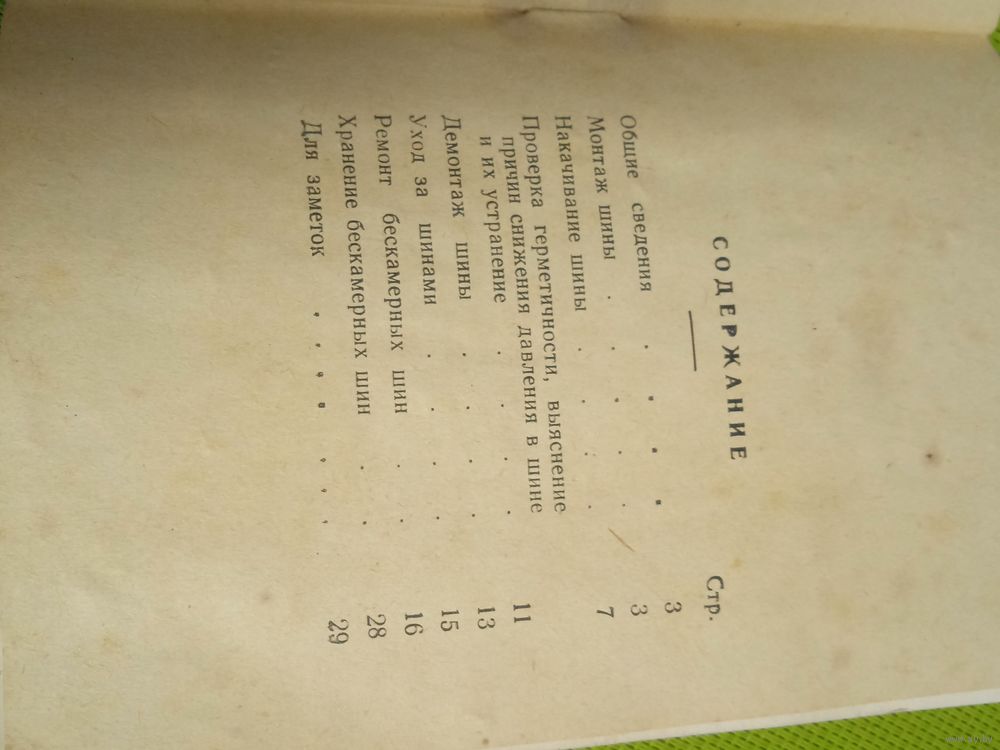 СОДЕРЖАНИЕ
Стр.
Общие сведения . . . . 3
Монтаж шины . . . . . 3
Накачивание шины . . . . 7
Проверка герметичности, выяснение
причин снижения давления в шине
и их устранение . . . . 11
Демонтаж шины . . . . 13
Уход за шинами . . . . 15
Ремонт бескамерных шин . . 16
Хранение бескамерных шин . . 28
Для заметок . . . . . . . 29